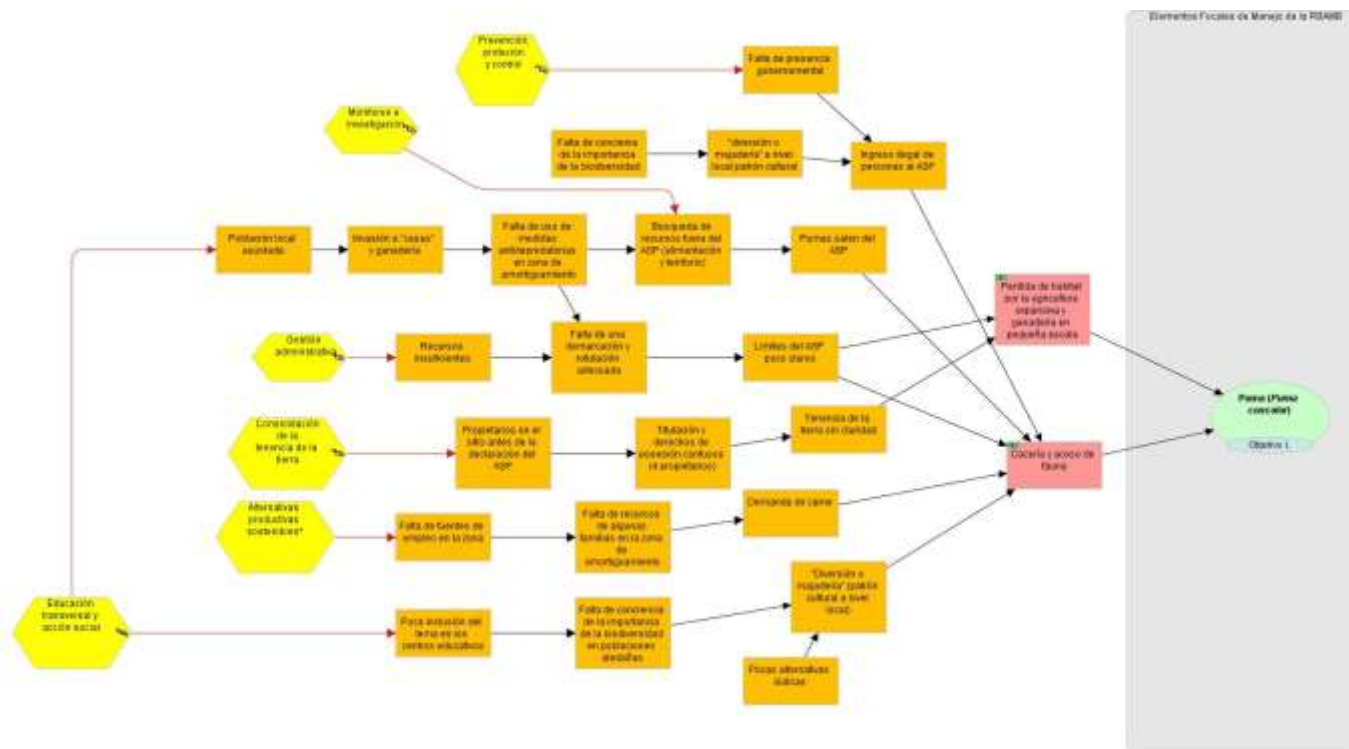 Elementos Focales de Manejo de la RBAMB
Prevención,
protección
y control
Falta de presencia
gubernamental
Monitoreo e
investigación
Falta de conciencia
de la importancia
de la biodiversidad
"diversión o
majadería" a nivel
local patrón cultural
Ingreso ilegal de
personas al ASP
Población local
asustada
Invasión a "casas"
y ganadería
Falta de uso de
medidas
antidepredatorias
en zona de
amortiguamiento
Búsqueda de
recursos fuera del
ASP (alimentación
y territorio)
Pumas salen del
ASP
Perdida de habitat
por la agricultura
expansiva y
ganadería en
pequeña escala
Gestión
administrativa
Recursos
insuficientes
Falta de una
demarcación y
rotulación
adecuada
Límites del ASP
poco claros
Puma (Puma
concolor)
Objetivo 1.
Consolidación
de la
tenencia de la
tierra
Propietarios en el
sitio antes de la
declaración del
ASP
Titulación y
derechos de
posesión confusos
(4 propietarios)
Tenencia de la
tierra sin claridad
Cacería y acoso de
fauna
Alternativas
productivas
sostenibles*
Falta de fuentes de
empleo en la zona
Falta de recursos
de algunas
familias en la zona
de
amortiguamiento
Demanda de carne
"Diversión o
majadería" (patrón
cultural a nivel
local)
Educación
transversal y
acción social
Poca inclusión del
tema en los
centros educativos
Falta de conciencia
de la importancia
de la biodiversidad
en poblaciones
aledañas
Pocas alternativas
lúdicas